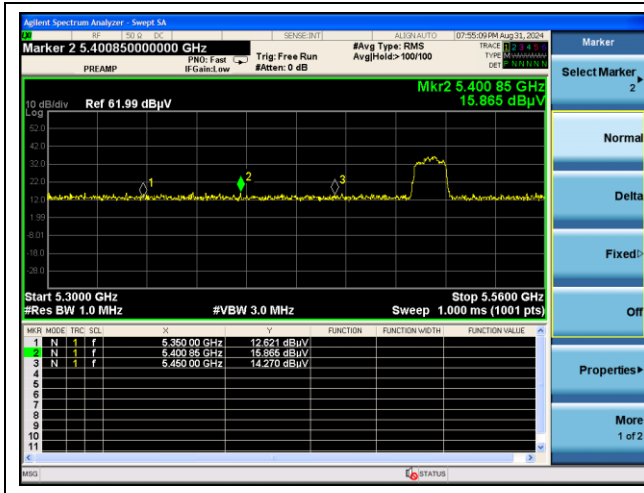 Agilent Spectrum Analyzer - Swept SA
RF 50 Ω DC SENSE:INT ALIGN AUTO 07:55:09 PM Aug 31, 2024
Marker 2 5.400850000000 GHz
PREAMP
PNO: Fast
IFGain:Low
Trig: Free Run
#Atten: 0 dB
#Avg Type: RMS
Avg|Hold:>100/100
TRACE 1 2 3 4 5 6
TYPE
DET P N N N N N
Mkr2 5.400 85 GHz
15.865 dBµV
10 dB/div Ref 61.99 dBµV
Log
52.0
42.0
32.0
22.0
12.0
1.99
-8.01
-18.0
-28.0
1
2
3
Start 5.3000 GHz Stop 5.5600 GHz
#Res BW 1.0 MHz #VBW 3.0 MHz Sweep 1.000 ms (1001 pts)
MKR MODE TRC SCL X Y FUNCTION FUNCTION WIDTH FUNCTION VALUE
1 N 1 f 5.350 00 GHz 12.621 dBµV
2 N 1 f 5.400 85 GHz 15.865 dBµV
3 N 1 f 5.450 00 GHz 14.270 dBµV
4
5
6
7
8
9
10
11
MSG STATUS
Marker
Select Marker
2
Normal
Delta
Fixed
Off
Properties
More
1 of 2